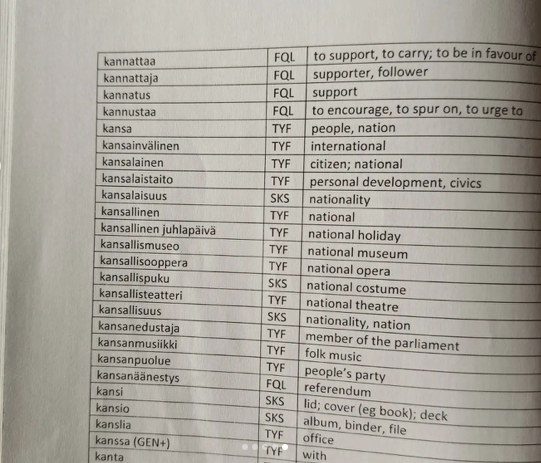 kannattaa FQL to support, to carry; to be in favour of
kannattaja FQL supporter, follower
kannatus FQL support
kannustaa FQL to encourage, to spur on, to urge to
kansa TYF people, nation
kansainvälinen TYF international
kansalainen TYF citizen; national
kansalaistaito TYF personal development, civics
kansalaisuus SKS nationality
kansallinen TYF national
kansallinen juhlapäivä TYF national holiday
kansallismuseo TYF national museum
kansallisooppera TYF national opera
kansallispuku SKS national costume
kansallisteatteri TYF national theatre
kansallisuus SKS nationality, nation
kansanedustaja TYF member of the parliament
kansanmusiikki TYF folk music
kansanpuolue TYF people's party
kansanäänestys FQL referendum
kansi SKS lid; cover (eg book); deck
kansio SKS album, binder, file
kanslia TYF office
kanssa (GEN+) TYF with
kanta